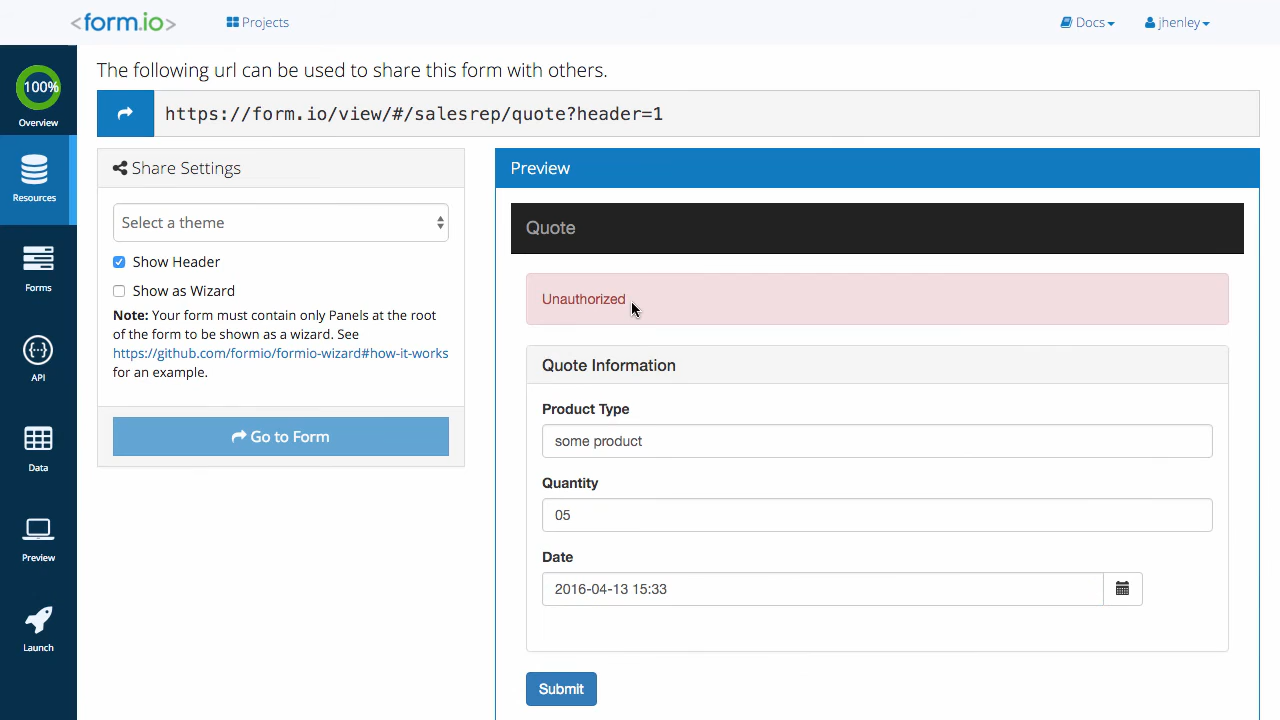 <form.io>
Projects
Docs
jhenley
100%
Overview
Resources
Forms
API
Data
Preview
Launch
The following url can be used to share this form with others.
https://form.io/view/#/salesrep/quote?header=1
Share Settings
Select a theme
Show Header
Show as Wizard
Note: Your form must contain only Panels at the root
of the form to be shown as a wizard. See
https://github.com/formio/formio-wizard#how-it-works
for an example.
Go to Form
Preview
Quote
Unauthorized
Quote Information
Product Type
some product
Quantity
05
Date
2016-04-13 15:33
Submit